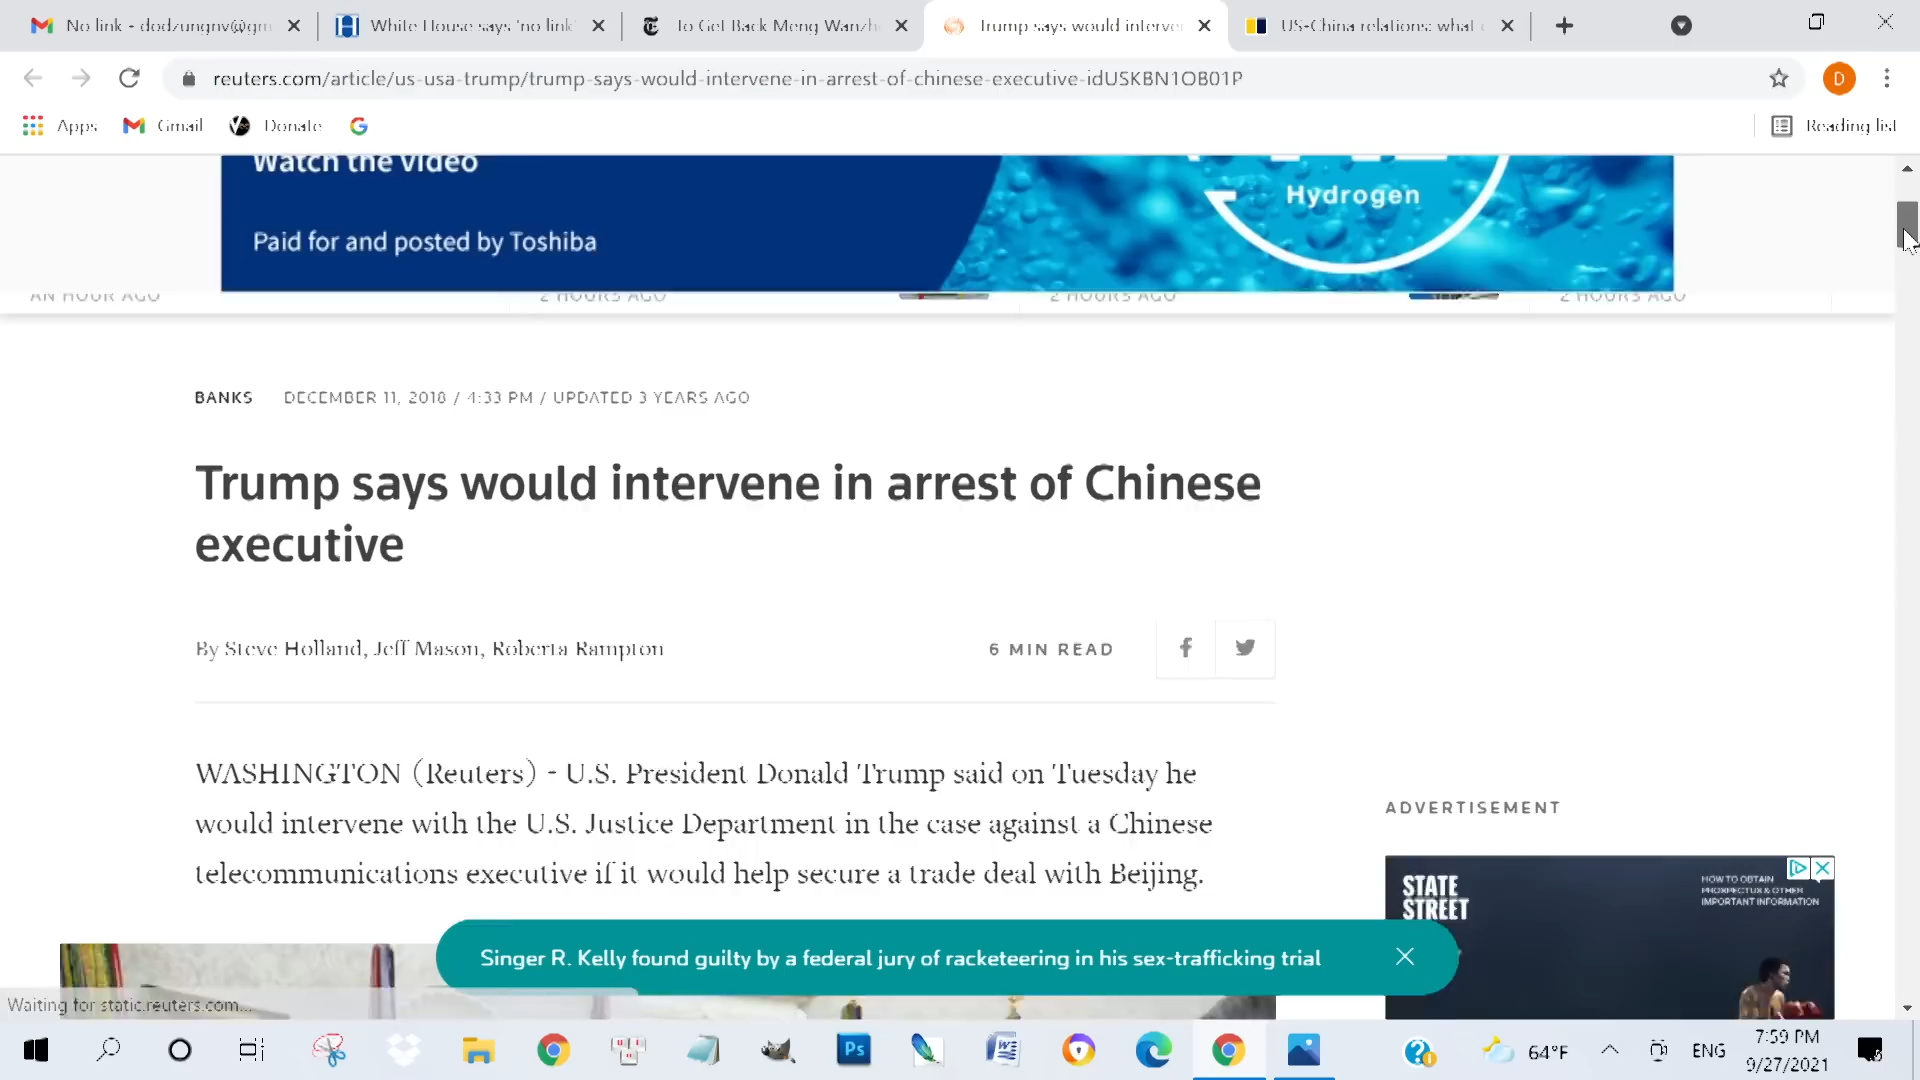 No link - dodzungnv@gm
White House says 'no link'
To Get Back Meng Wanzh
Trump says would interve
US-China relations: what
reuters.com/article/us-usa-trump/trump-says-would-intervene-in-arrest-of-chinese-executive-idUSKBN1OB01P
D
Apps
Gmail
Donate
Reading list
Watch the video
Hydrogen
Paid for and posted by Toshiba
AN HOUR AGO
2 HOURS AGO
2 HOURS AGO
2 HOURS AGO
BANKS DECEMBER 11, 2018 / 4:33 PM / UPDATED 3 YEARS AGO
Trump says would intervene in arrest of Chinese
executive
By Steve Holland, Jeff Mason, Roberta Rampton
6 MIN READ
WASHINGTON (Reuters) - U.S. President Donald Trump said on Tuesday he
would intervene with the U.S. Justice Department in the case against a Chinese
telecommunications executive if it would help secure a trade deal with Beijing.
ADVERTISEMENT
STATE
STREET
HOW TO OBTAIN
PROSPECTUS & OTHER
IMPORTANT INFORMATION
Singer R. Kelly found guilty by a federal jury of racketeering in his sex-trafficking trial
Waiting for static.reuters.com...
Ps
64°F
ENG
7:59 PM
9/27/2021